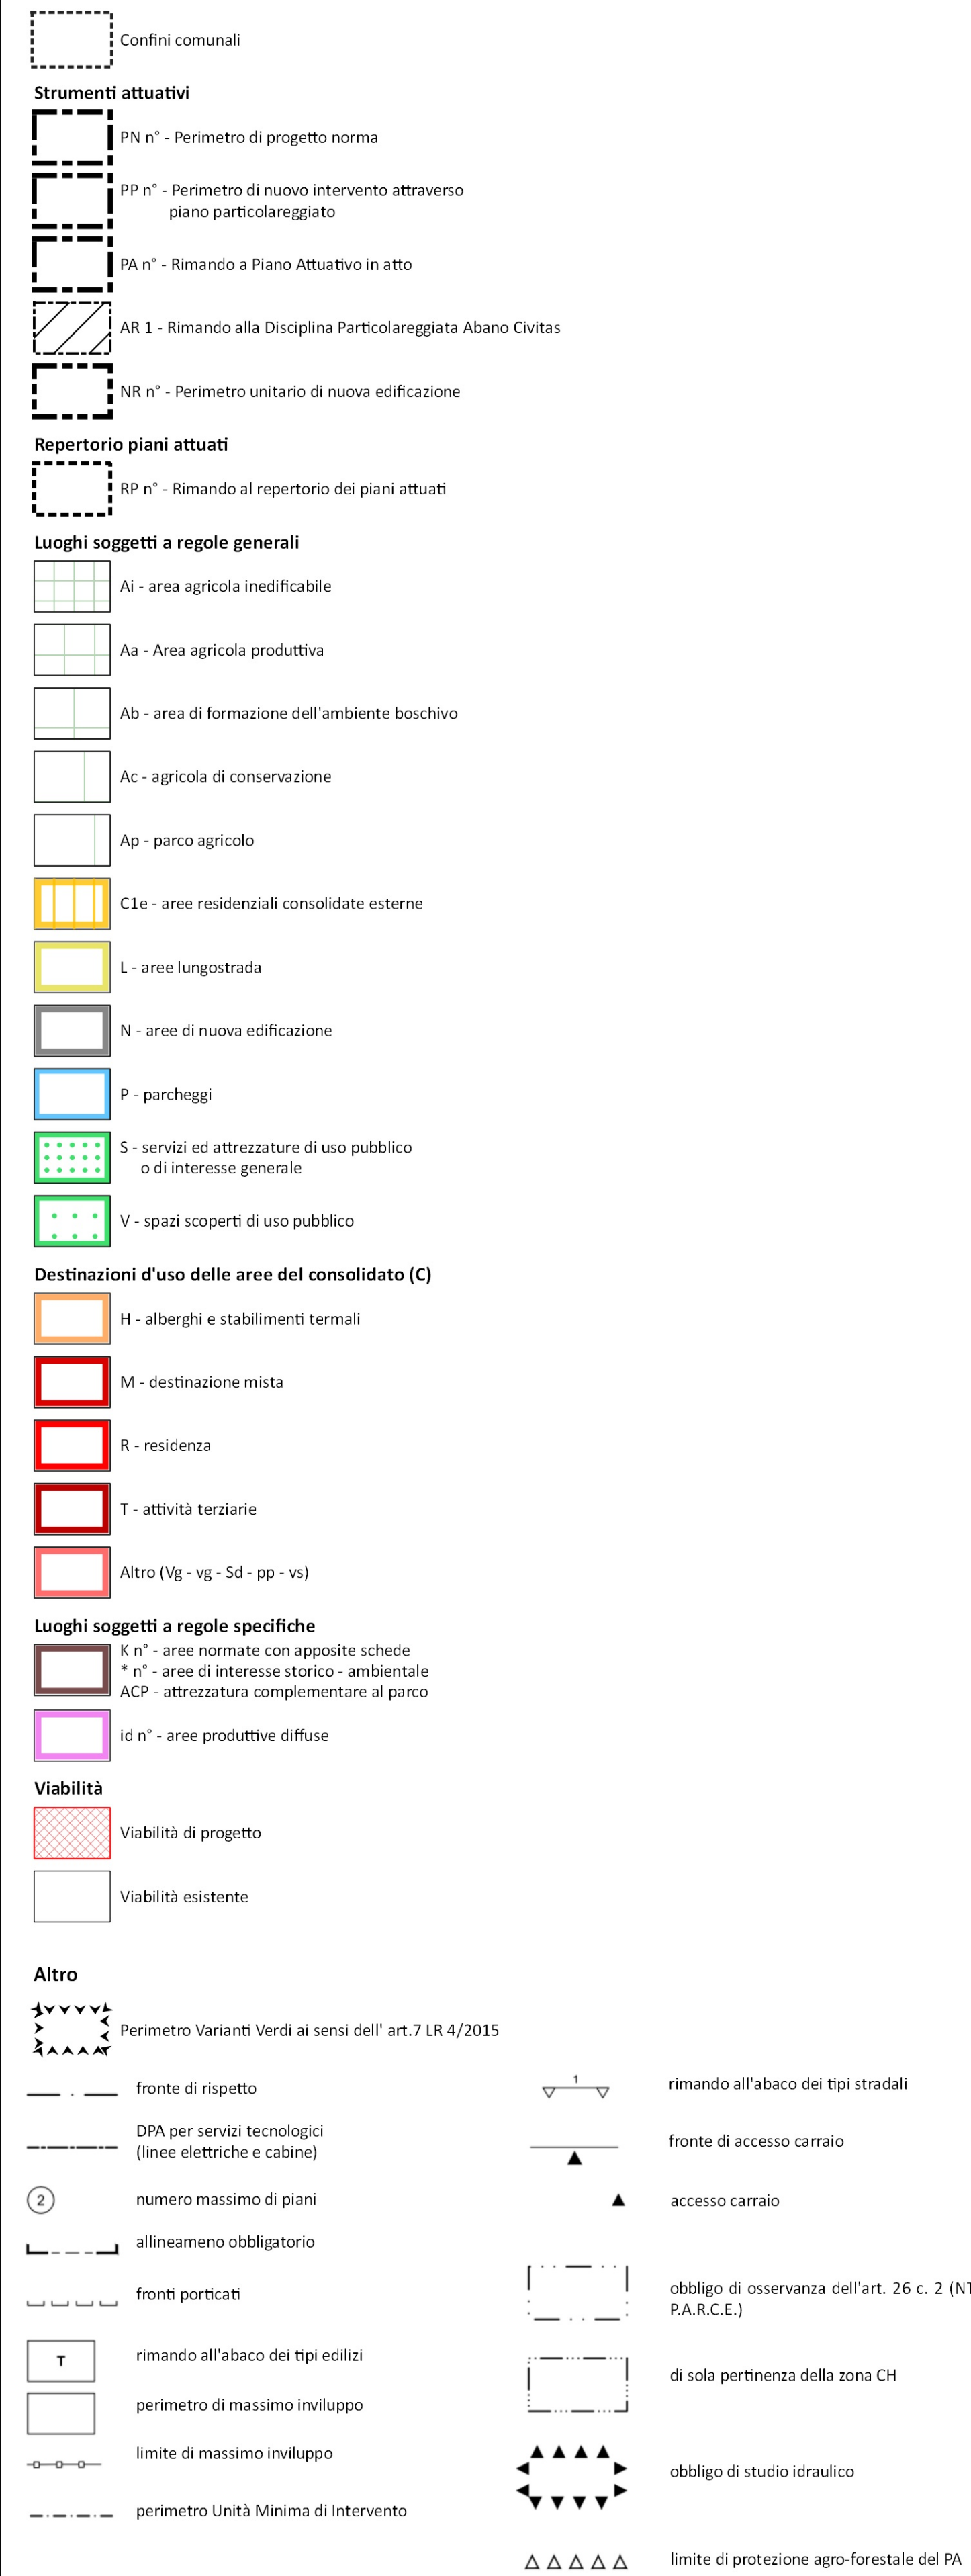 Confini comunali
Strumenti attuativi
PN n° - Perimetro di progetto norma
PP n° - Perimetro di nuovo intervento attraverso
piano particolareggiato
PA n° - Rimando a Piano Attuativo in atto
AR 1 - Rimando alla Disciplina Particolareggiata Abano Civitas
NR n° - Perimetro unitario di nuova edificazione
Repertorio piani attuati
RP n° - Rimando al repertorio dei piani attuati
Luoghi soggetti a regole generali
Ai - area agricola inedificabile
Aa - Area agricola produttiva
Ab - area di formazione dell'ambiente boschivo
Ac - agricola di conservazione
Ap - parco agricolo
C1e - aree residenziali consolidate esterne
L - aree lungostrada
N - aree di nuova edificazione
P - parcheggi
S - servizi ed attrezzature di uso pubblico
o di interesse generale
V - spazi scoperti di uso pubblico
Destinazioni d'uso delle aree del consolidato (C)
H - alberghi e stabilimenti termali
M - destinazione mista
R - residenza
T - attività terziarie
Altro (Vg - vg - Sd - pp - vs)
Luoghi soggetti a regole specifiche
K n° - aree normate con apposite schede
* n° - aree di interesse storico - ambientale
ACP - attrezzatura complementare al parco
id n° - aree produttive diffuse
Viabilità
Viabilità di progetto
Viabilità esistente
Altro
Perimetro Varianti Verdi ai sensi dell' art.7 LR 4/2015
fronte di rispetto
DPA per servizi tecnologici
(linee elettriche e cabine)
2 numero massimo di piani
allineameno obbligatorio
fronti porticati
T rimando all'abaco dei tipi edilizi
perimetro di massimo inviluppo
limite di massimo inviluppo
perimetro Unità Minima di Intervento
1 rimando all'abaco dei tipi stradali
fronte di accesso carraio
accesso carraio
obbligo di osservanza dell'art. 26 c. 2 (NT
P.A.R.C.E.)
di sola pertinenza della zona CH
obbligo di studio idraulico
limite di protezione agro-forestale del PA